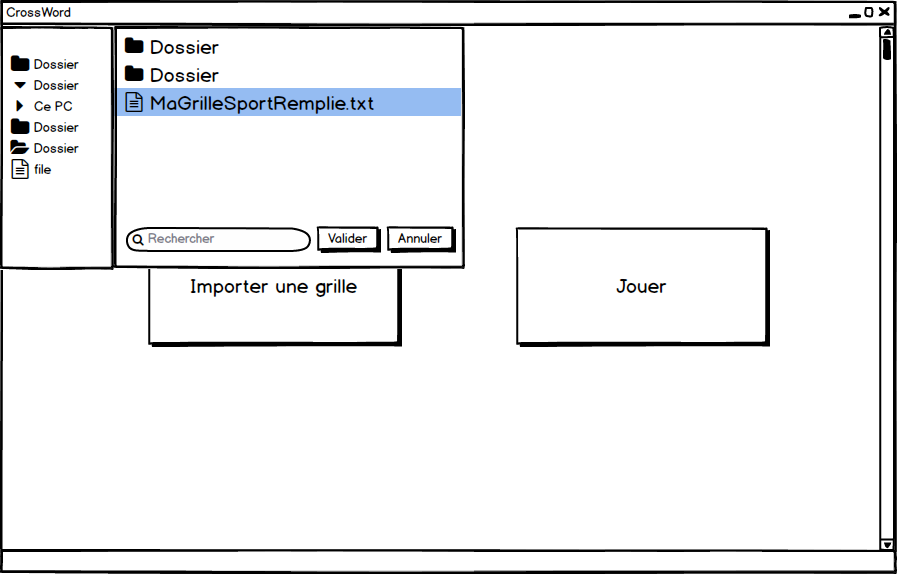 CrossWord
Dossier
Dossier
Ce PC
Dossier
Dossier
file
Dossier
Dossier
MaGrilleSportRemplie.txt
Rechercher
Valider
Annuler
Importer une grille
Jouer